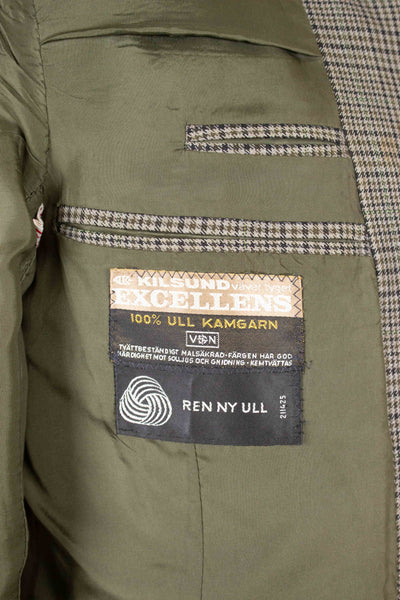 KILSUND väver tyget
EXCELLENS
100% ULL KAMGARN
VDN
TVÄTTBESTÄNDIGT MALSÄKRAD-FÄRGEN HAR GOD
HÄRDIGHET MOT SOLLJUS OCH GNIDNING-KEMTVÄTTAS
REN NY ULL
211425